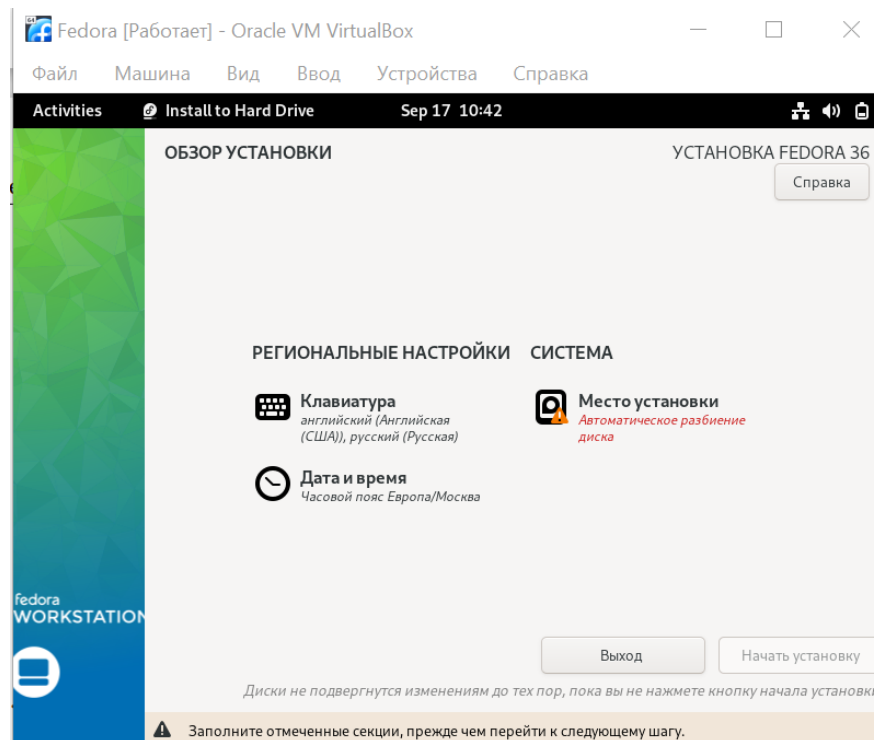 Fedora [Работает] - Oracle VM VirtualBox
Файл Машина Вид Ввод Устройства Справка
Activities Install to Hard Drive Sep 17 10:42
ОБЗОР УСТАНОВКИ
УСТАНОВКА FEDORA 36
Справка
РЕГИОНАЛЬНЫЕ НАСТРОЙКИ
Клавиатура
английский (Английская
(США)), русский (Русская)
Дата и время
Часовой пояс Европа/Москва
СИСТЕМА
Место установки
Автоматическое разбиение
диска
fedora
WORKSTATION
Выход
Начать установку
Диски не подвергнутся изменениям до тех пор, пока вы не нажмете кнопку начала установки
Заполните отмеченные секции, прежде чем перейти к следующему шагу.